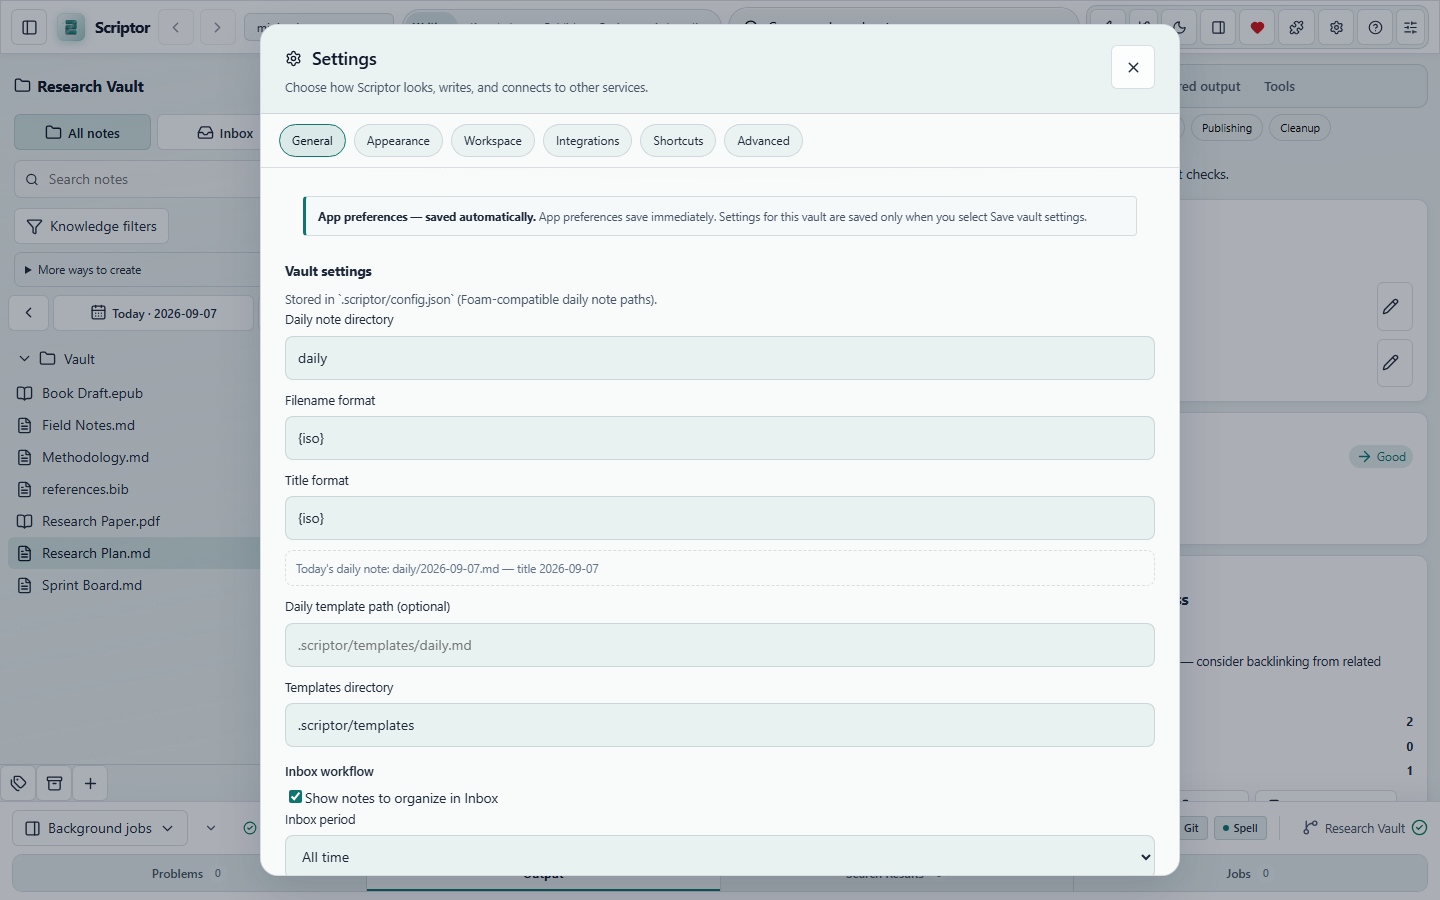 Scriptor
Settings
Choose how Scriptor looks, writes, and connects to other services.
General
Appearance
Workspace
Integrations
Shortcuts
Advanced
App preferences — saved automatically. App preferences save immediately. Settings for this vault are saved only when you select Save vault settings.
Vault settings
Stored in `.scriptor/config.json` (Foam-compatible daily note paths).
Daily note directory
daily
Filename format
{iso}
Title format
{iso}
Today's daily note: daily/2026-09-07.md — title 2026-09-07
Daily template path (optional)
.scriptor/templates/daily.md
Templates directory
.scriptor/templates
Inbox workflow
Show notes to organize in Inbox
Inbox period
All time
Research Vault
All notes
Inbox
Search notes
Knowledge filters
More ways to create
Today · 2026-09-07
Vault
Book Draft.epub
Field Notes.md
Methodology.md
references.bib
Research Paper.pdf
Research Plan.md
Sprint Board.md
output
Tools
Publishing
Cleanup
checks.
Good
— consider backlinking from related
2
0
1
Background jobs
Git
Spell
Research Vault
Problems 0
Output
Jobs 0